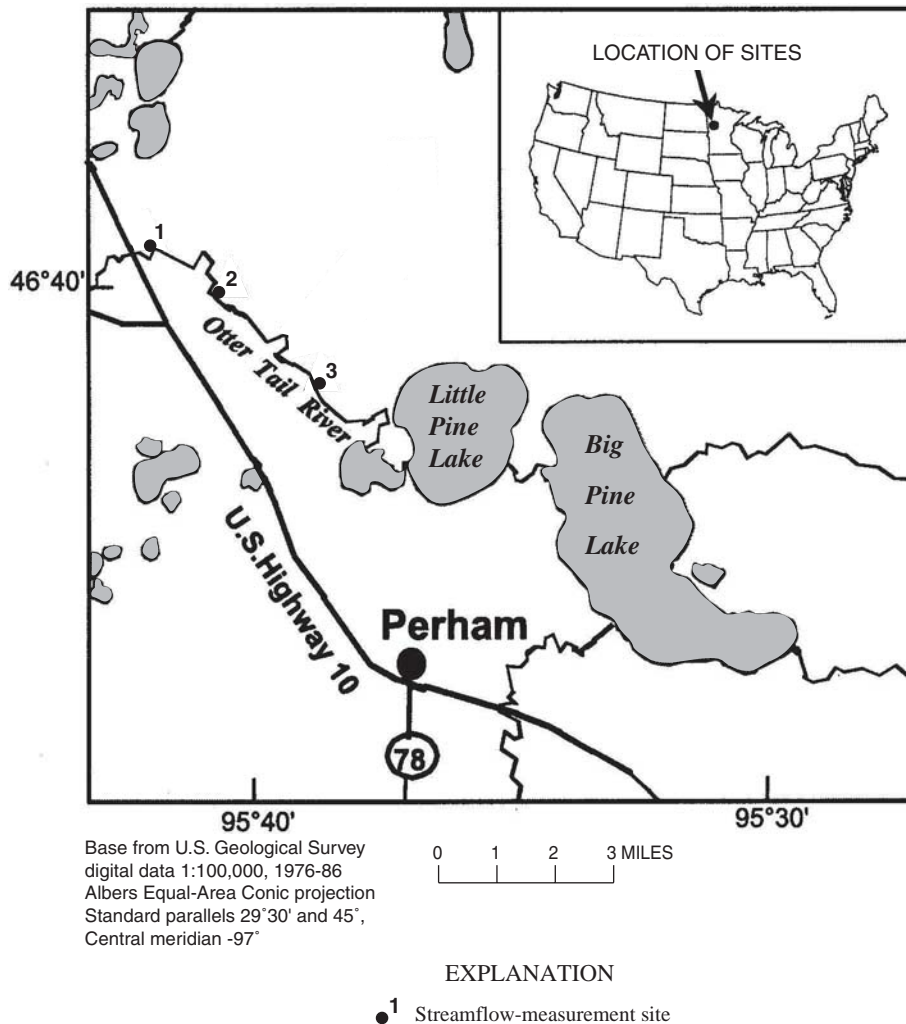 LOCATION OF SITES
1
46°40'
2
Otter Tail River
3
Little
Pine
Lake
Big
Pine
Lake
U.S.Highway 10
Perham
78
95°40'
95°30'
Base from U.S. Geological Survey
digital data 1:100,000, 1976-86
Albers Equal-Area Conic projection
Standard parallels 29°30' and 45°,
Central meridian -97°
0 1 2 3 MILES
EXPLANATION
1 Streamflow-measurement site